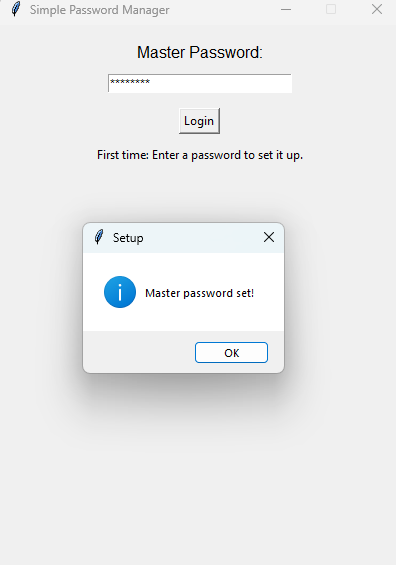 Simple Password Manager
Master Password:
********
Login
First time: Enter a password to set it up.
Setup
Master password set!
OK